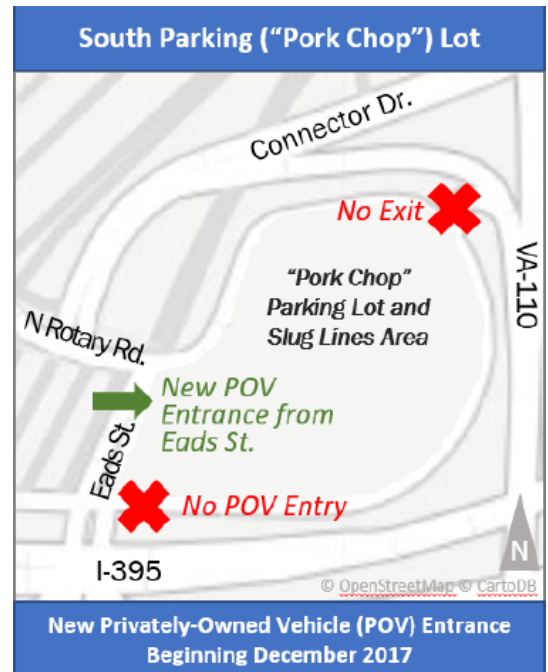 South Parking (“Pork Chop”) Lot
Connector Dr.
No Exit
VA-110
“Pork Chop”
Parking Lot and
Slug Lines Area
N Rotary Rd.
New POV
Entrance from
Eads St.
Eads St.
No POV Entry
I-395
N
© OpenStreetMap © CartoDB
New Privately-Owned Vehicle (POV) Entrance
Beginning December 2017